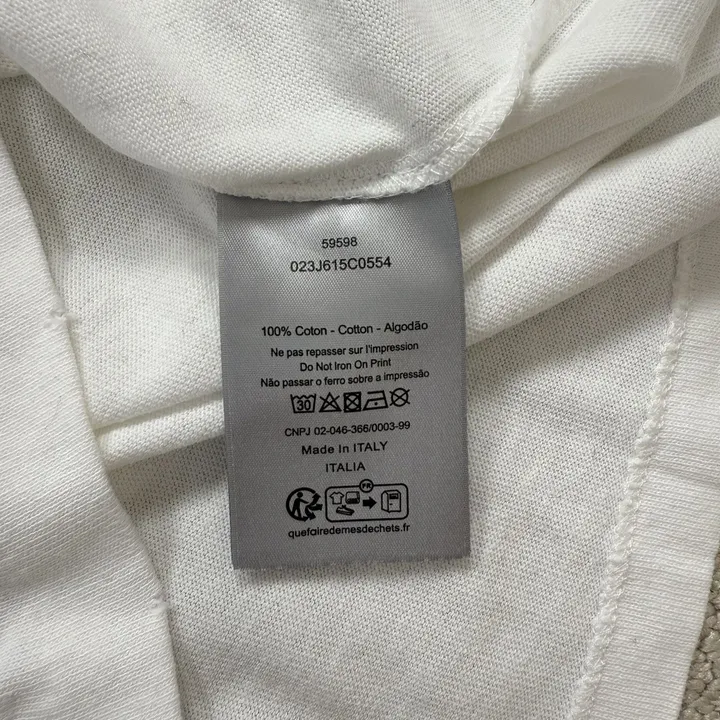 59598
023J615C0554
100% Coton - Cotton - Algodão
Ne pas repasser sur l'impression
Do Not Iron On Print
Não passar o ferro sobre a impressão
30
CNPJ 02-046-366/0003-99
Made In ITALY
ITALIA
FR
quefairedemesdechets.fr